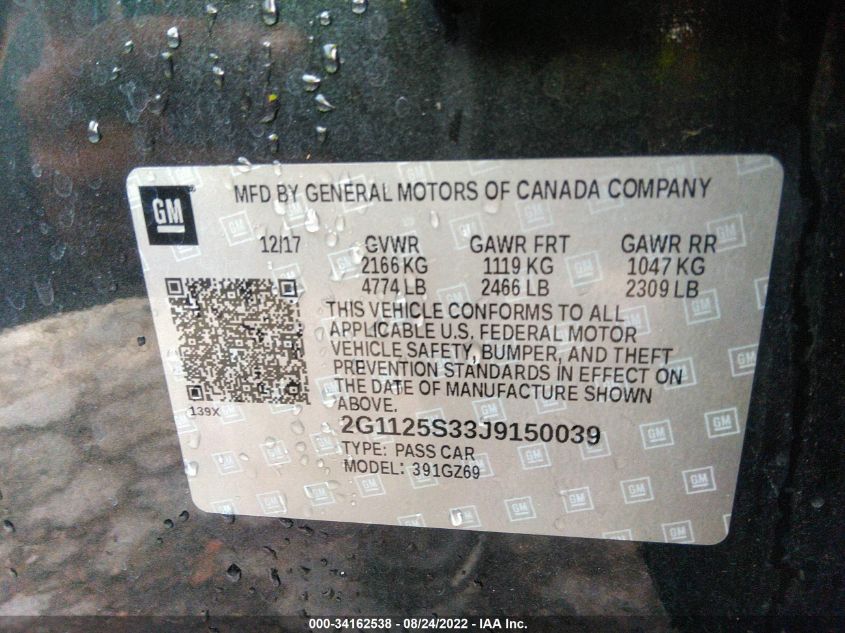 GM
MFD BY GENERAL MOTORS OF CANADA COMPANY
12/17 GVWR GAWR FRT GAWR RR
2166 KG 1119 KG 1047 KG
4774 LB 2466 LB 2309 LB
THIS VEHICLE CONFORMS TO ALL
APPLICABLE U.S. FEDERAL MOTOR
VEHICLE SAFETY, BUMPER, AND THEFT
PREVENTION STANDARDS IN EFFECT ON
THE DATE OF MANUFACTURE SHOWN
ABOVE.
139X
2G1125S33J9150039
TYPE: PASS CAR
MODEL: 391GZ69
000-34162538 - 08/24/2022 - IAA Inc.